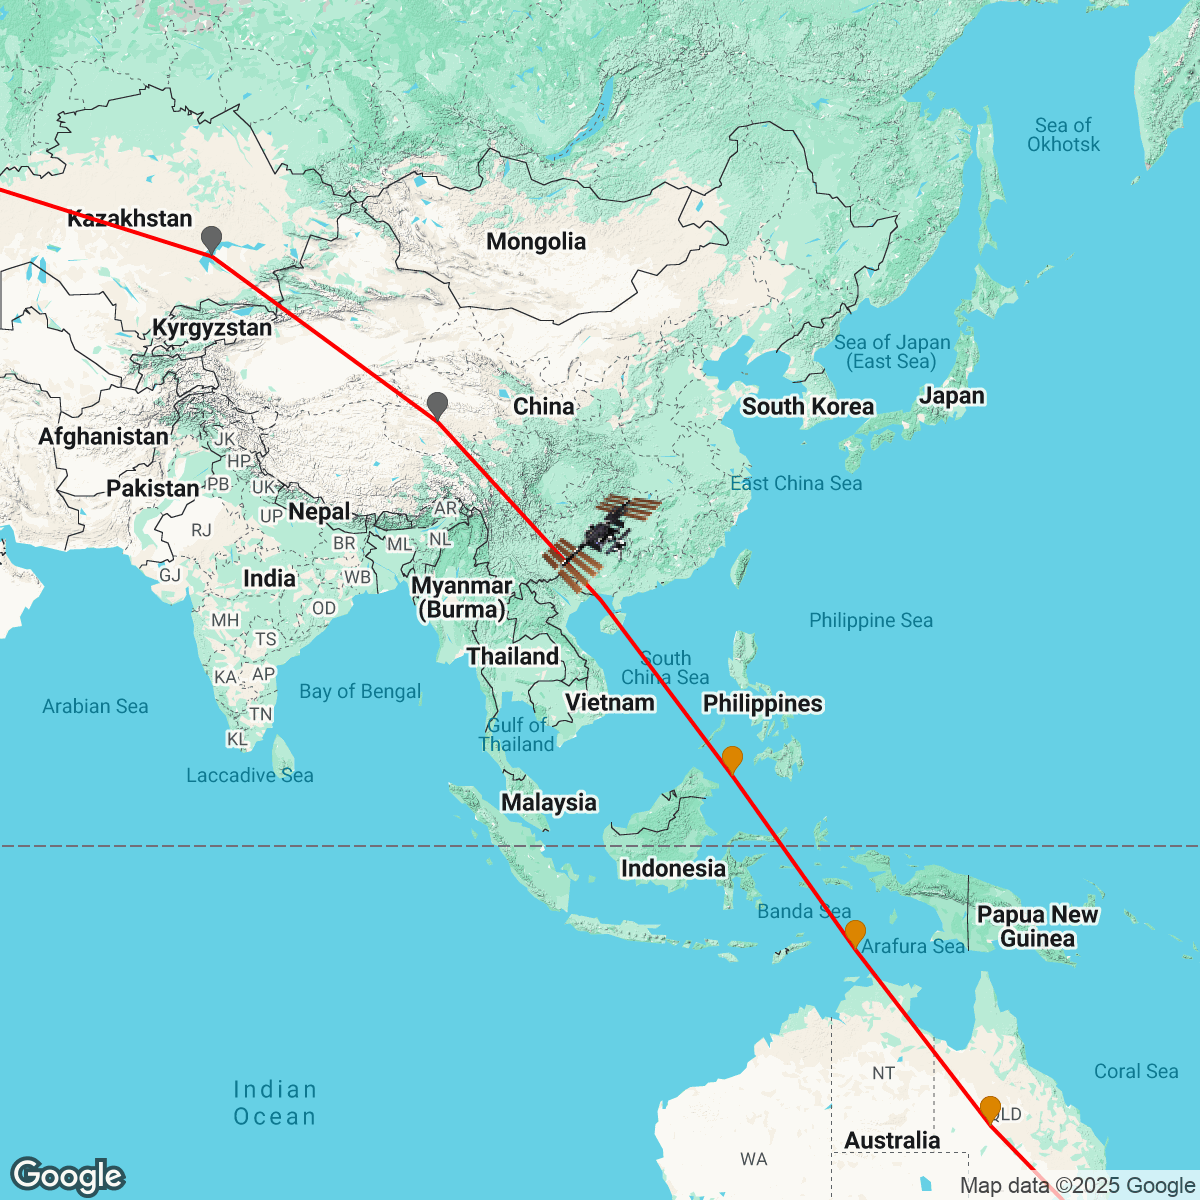 Sea of
Okhotsk
Kazakhstan
Mongolia
Kyrgyzstan
Sea of Japan
(East Sea)
Japan
China
South Korea
Afghanistan
JK
HP
Pakistan
PB
UK
East China Sea
Nepal
UP
AR
RJ
BR
ML
NL
GJ
India
WB
Myanmar
(Burma)
OD
MH
Philippine Sea
TS
Thailand
South
China Sea
KA
AP
Bay of Bengal
Vietnam
Philippines
Arabian Sea
TN
KL
Gulf of
Thailand
Laccadive Sea
Malaysia
Indonesia
Banda Sea
Papua New
Guinea
Arafura Sea
NT
Coral Sea
Indian
Ocean
QLD
Australia
WA
Google
Map data ©2025 Google